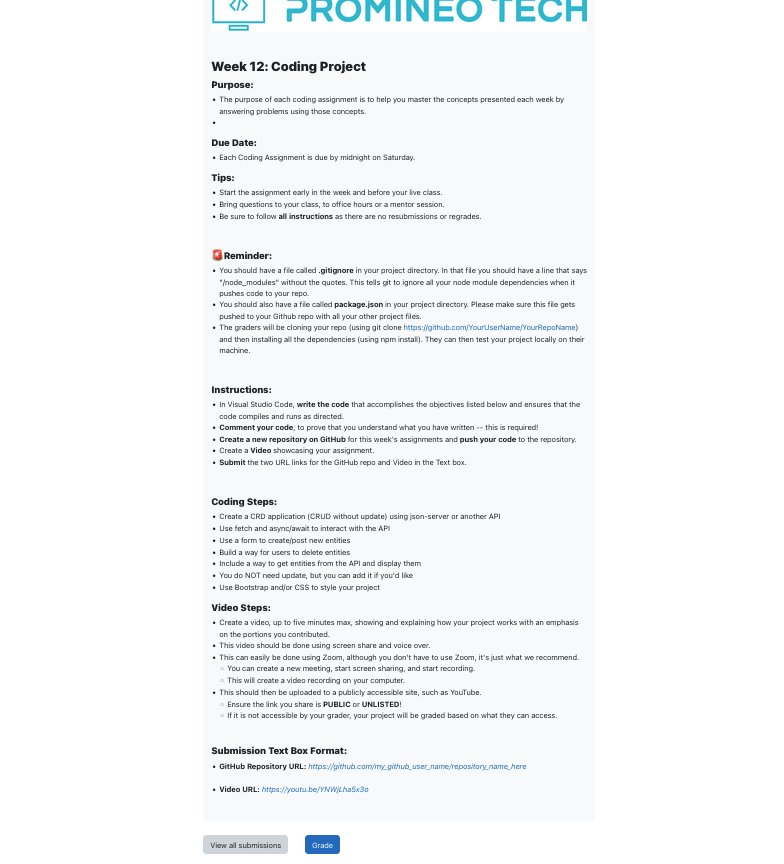 </>
PROMINEO TECH
Week 12: Coding Project
Purpose:
• The purpose of each coding assignment is to help you master the concepts presented each week by
answering problems using those concepts.
•
Due Date:
• Each Coding Assignment is due by midnight on Saturday.
Tips:
• Start the assignment early in the week and before your live class.
• Bring questions to your class, to office hours or a mentor session.
• Be sure to follow all instructions as there are no resubmissions or regrades.
🚨Reminder:
• You should have a file called .gitignore in your project directory. In that file you should have a line that says
"/node_modules" without the quotes. This tells git to ignore all your node module dependencies when it
pushes code to your repo.
• You should also have a file called package.json in your project directory. Please make sure this file gets
pushed to your Github repo with all your other project files.
• The graders will be cloning your repo (using git clone https://github.com/YourUserName/YourRepoName)
and then installing all the dependencies (using npm install). They can then test your project locally on their
machine.
Instructions:
• In Visual Studio Code, write the code that accomplishes the objectives listed below and ensures that the
code compiles and runs as directed.
• Comment your code, to prove that you understand what you have written -- this is required!
• Create a new repository on GitHub for this week's assignments and push your code to the repository.
• Create a Video showcasing your assignment.
• Submit the two URL links for the GitHub repo and Video in the Text box.
Coding Steps:
• Create a CRD application (CRUD without update) using json-server or another API
• Use fetch and async/await to interact with the API
• Use a form to create/post new entities
• Build a way for users to delete entities
• Include a way to get entities from the API and display them
• You do NOT need update, but you can add it if you'd like
• Use Bootstrap and/or CSS to style your project
Video Steps:
• Create a video, up to five minutes max, showing and explaining how your project works with an emphasis
on the portions you contributed.
• This video should be done using screen share and voice over.
• This can easily be done using Zoom, although you don't have to use Zoom, it's just what we recommend.
◦ You can create a new meeting, start screen sharing, and start recording.
◦ This will create a video recording on your computer.
• This should then be uploaded to a publicly accessible site, such as YouTube.
◦ Ensure the link you share is PUBLIC or UNLISTED!
◦ If it is not accessible by your grader, your project will be graded based on what they can access.
Submission Text Box Format:
• GitHub Repository URL: https://github.com/my_github_user_name/repository_name_here
• Video URL: https://youtu.be/YNWjLha5x3o
View all submissions
Grade